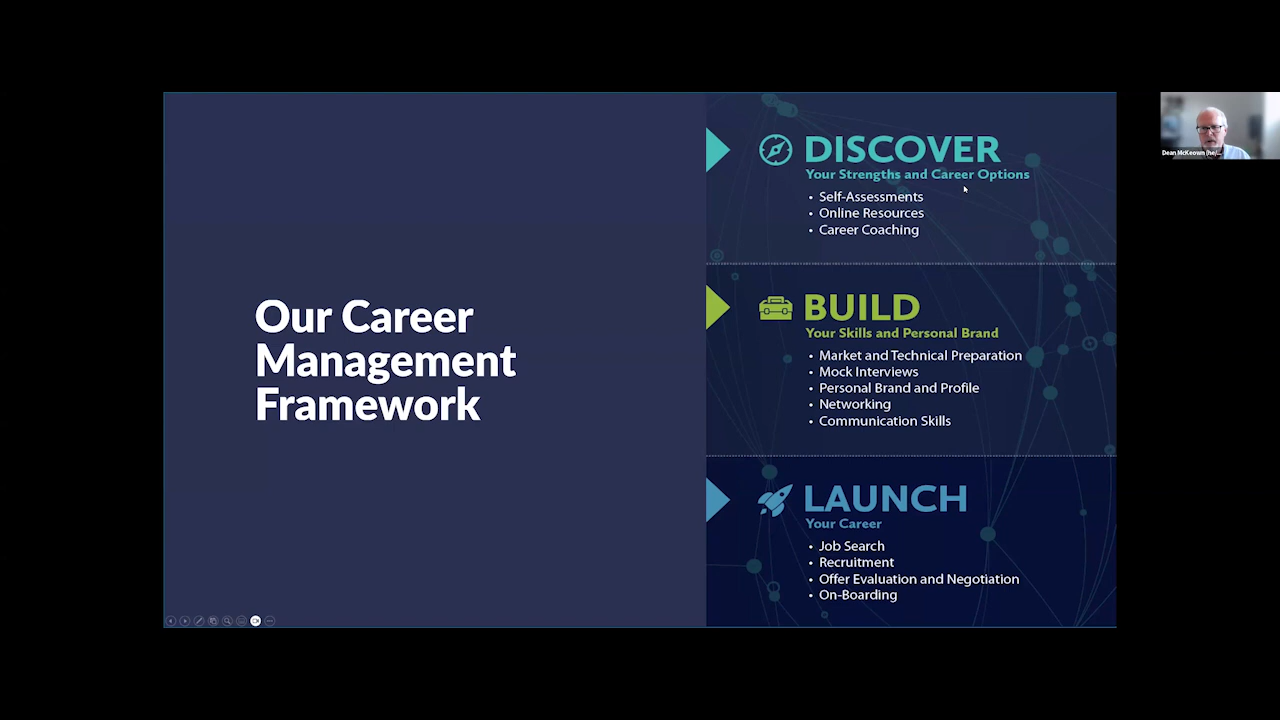 Our Career
Management
Framework
DISCOVER
Your Strengths and Career Options
• Self-Assessments
• Online Resources
• Career Coaching
BUILD
Your Skills and Personal Brand
• Market and Technical Preparation
• Mock Interviews
• Personal Brand and Profile
• Networking
• Communication Skills
LAUNCH
Your Career
• Job Search
• Recruitment
• Offer Evaluation and Negotiation
• On-Boarding
Dean McKeown (he/...